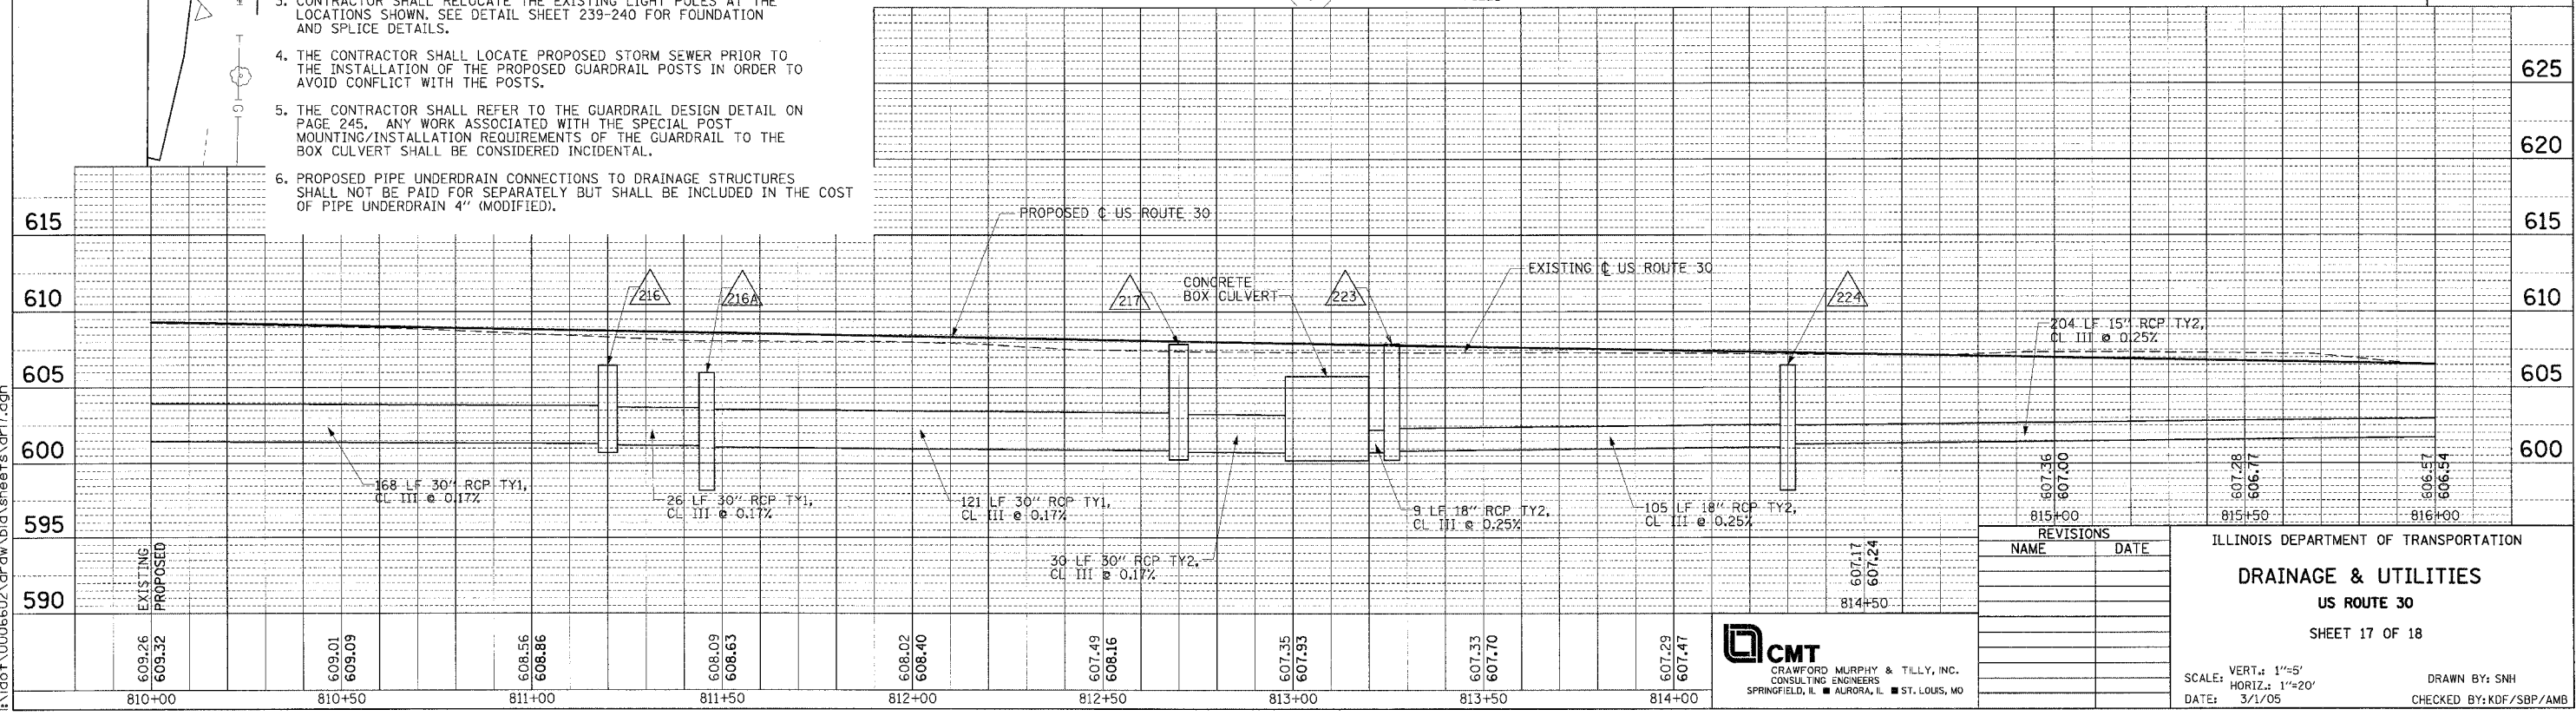 3. CONTRACTOR SHALL RELOCATE THE EXISTING LIGHT POLES AT THE
LOCATIONS SHOWN. SEE DETAIL SHEET 239-240 FOR FOUNDATION
AND SPLICE DETAILS.
4. THE CONTRACTOR SHALL LOCATE PROPOSED STORM SEWER PRIOR TO
THE INSTALLATION OF THE PROPOSED GUARDRAIL POSTS IN ORDER TO
AVOID CONFLICT WITH THE POSTS.
5. THE CONTRACTOR SHALL REFER TO THE GUARDRAIL DESIGN DETAIL ON
PAGE 245. ANY WORK ASSOCIATED WITH THE SPECIAL POST
MOUNTING/INSTALLATION REQUIREMENTS OF THE GUARDRAIL TO THE
BOX CULVERT SHALL BE CONSIDERED INCIDENTAL.
6. PROPOSED PIPE UNDERDRAIN CONNECTIONS TO DRAINAGE STRUCTURES
SHALL NOT BE PAID FOR SEPARATELY BUT SHALL BE INCLUDED IN THE COST
OF PIPE UNDERDRAIN 4" (MODIFIED).
T
G
625
620
615 615
610 610
605 605
600 600
595
590
PROPOSED ℄ US ROUTE 30
EXISTING ℄ US ROUTE 30
216
216A
217
CONCRETE
BOX CULVERT
223
224
204 LF 15" RCP TY2,
CL III @ 0.25%
168 LF 30" RCP TY1,
CL III @ 0.17%
26 LF 30" RCP TY1,
CL III @ 0.17%
121 LF 30" RCP TY1,
CL III @ 0.17%
30 LF 30" RCP TY2,
CL III @ 0.17%
9 LF 18" RCP TY2,
CL III @ 0.25%
105 LF 18" RCP TY2,
CL III @ 0.25%
EXISTING
PROPOSED
609.26
609.32
810+00
609.01
609.09
810+50
608.56
608.86
811+00
608.09
608.63
811+50
608.02
608.40
812+00
607.49
608.16
812+50
607.35
607.93
813+00
607.33
607.70
813+50
607.29
607.47
814+00
607.17
607.24
814+50
607.36
607.00
815+00
607.28
606.77
815+50
606.57
606.54
816+00
CMT
CRAWFORD MURPHY & TILLY, INC.
CONSULTING ENGINEERS
SPRINGFIELD, IL ■ AURORA, IL ■ ST. LOUIS, MO
REVISIONS
NAME DATE
ILLINOIS DEPARTMENT OF TRANSPORTATION
DRAINAGE & UTILITIES
US ROUTE 30
SHEET 17 OF 18
SCALE: VERT.: 1"=5'
HORIZ.: 1"=20'
DATE: 3/1/05
DRAWN BY: SNH
CHECKED BY: KDF/SBP/AMB